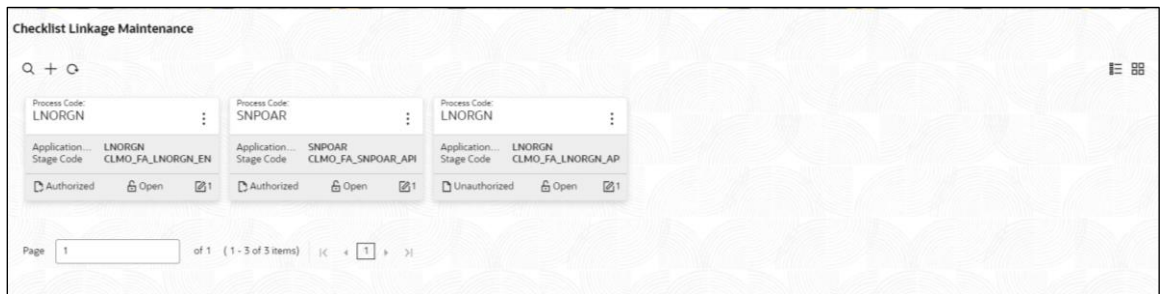 Checklist Linkage Maintenance
Process Code:
LNORGN
Application... LNORGN
Stage Code CLMO_FA_LNORGN_EN
Authorized Open 1
Process Code:
SNPOAR
Application... SNPOAR
Stage Code CLMO_FA_SNPOAR_API
Authorized Open 1
Process Code:
LNORGN
Application... LNORGN
Stage Code CLMO_FA_LNORGN_AP
Unauthorized Open 1
Page 1 of 1 (1 - 3 of 3 items) 1